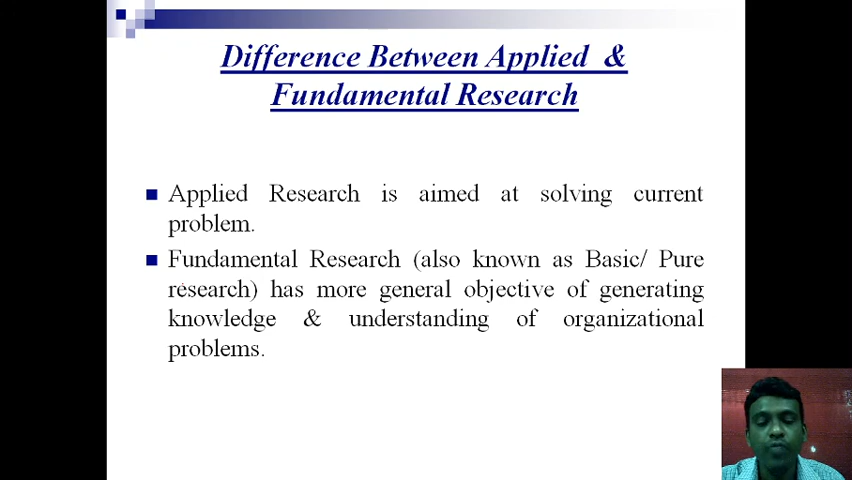 Difference Between Applied &
Fundamental Research
Applied Research is aimed at solving current
problem.
Fundamental Research (also known as Basic/ Pure
research) has more general objective of generating
knowledge & understanding of organizational
problems.